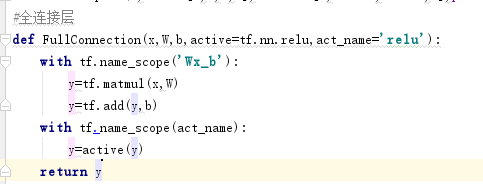 #全连接层
def FullConnection(x,W,b,active=tf.nn.relu,act_name='relu'):
    with tf.name_scope('Wx_b'):
        y=tf.matmul(x,W)
        y=tf.add(y,b)
    with tf.name_scope(act_name):
        y=active(y)
    return y